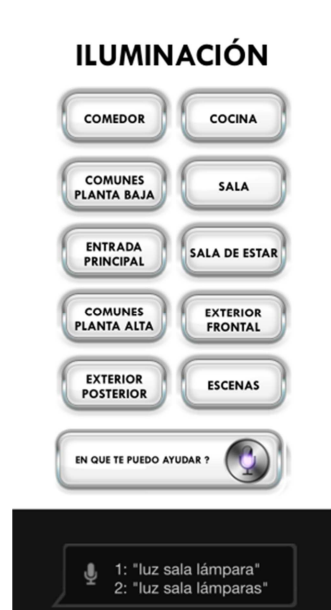 ILUMINACIÓN
COMEDOR
COCINA
COMUNES
PLANTA BAJA
SALA
ENTRADA
PRINCIPAL
SALA DE ESTAR
COMUNES
PLANTA ALTA
EXTERIOR
FRONTAL
EXTERIOR
POSTERIOR
ESCENAS
EN QUE TE PUEDO AYUDAR ?
1: "luz sala lámpara"
2: "luz sala lámparas"